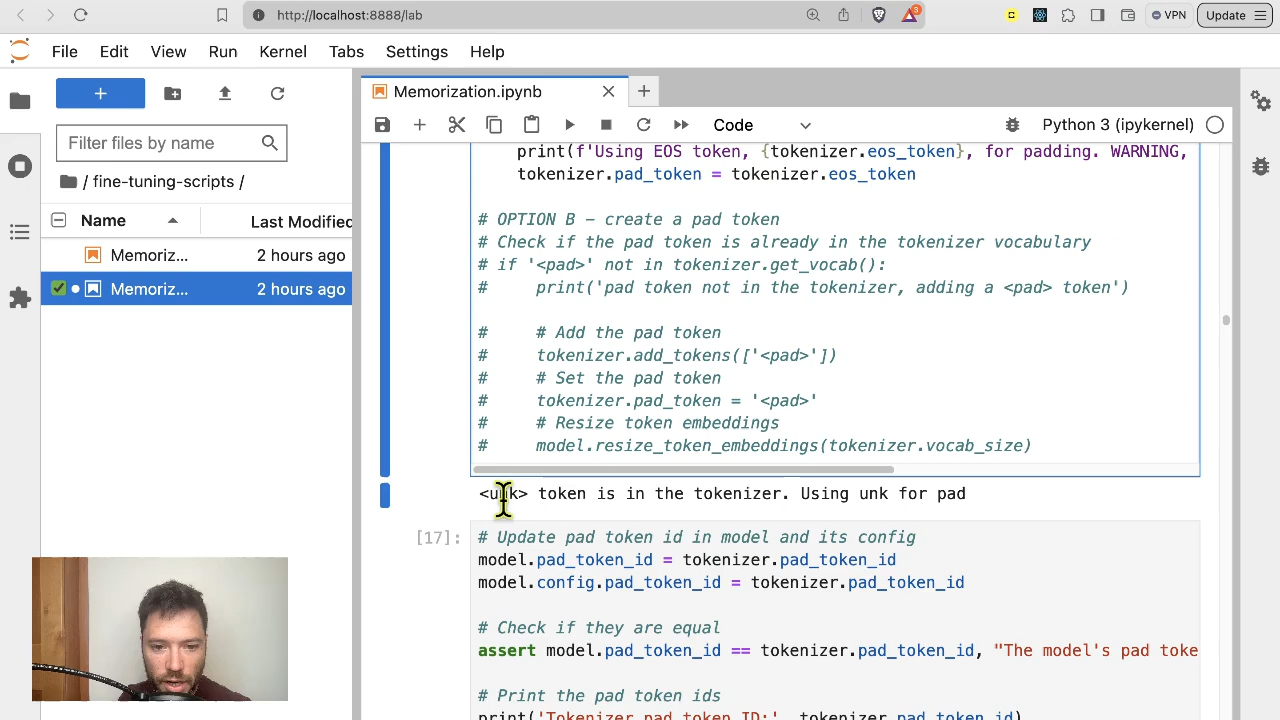 http://localhost:8888/lab
3
VPN
Update
File Edit View Run Kernel Tabs Settings Help
Memorization.ipynb
Filter files by name
Code
Python 3 (ipykernel)
/ fine-tuning-scripts /
Name
Last Modified
Memoriz...
2 hours ago
Memoriz...
2 hours ago
print(f'Using EOS token, {tokenizer.eos_token}, for padding. WARNING,
tokenizer.pad_token = tokenizer.eos_token
# OPTION B – create a pad token
# Check if the pad token is already in the tokenizer vocabulary
# if '<pad>' not in tokenizer.get_vocab():
#     print('pad token not in the tokenizer, adding a <pad> token')
#     # Add the pad token
#     tokenizer.add_tokens(['<pad>'])
#     # Set the pad token
#     tokenizer.pad_token = '<pad>'
#     # Resize token embeddings
#     model.resize_token_embeddings(tokenizer.vocab_size)
<unk> token is in the tokenizer. Using unk for pad
[17]:
# Update pad token id in model and its config
model.pad_token_id = tokenizer.pad_token_id
model.config.pad_token_id = tokenizer.pad_token_id
# Check if they are equal
assert model.pad_token_id == tokenizer.pad_token_id, "The model's pad toke
# Print the pad token ids
print('Tokenizer pad token ID:', tokenizer.pad_token_id)